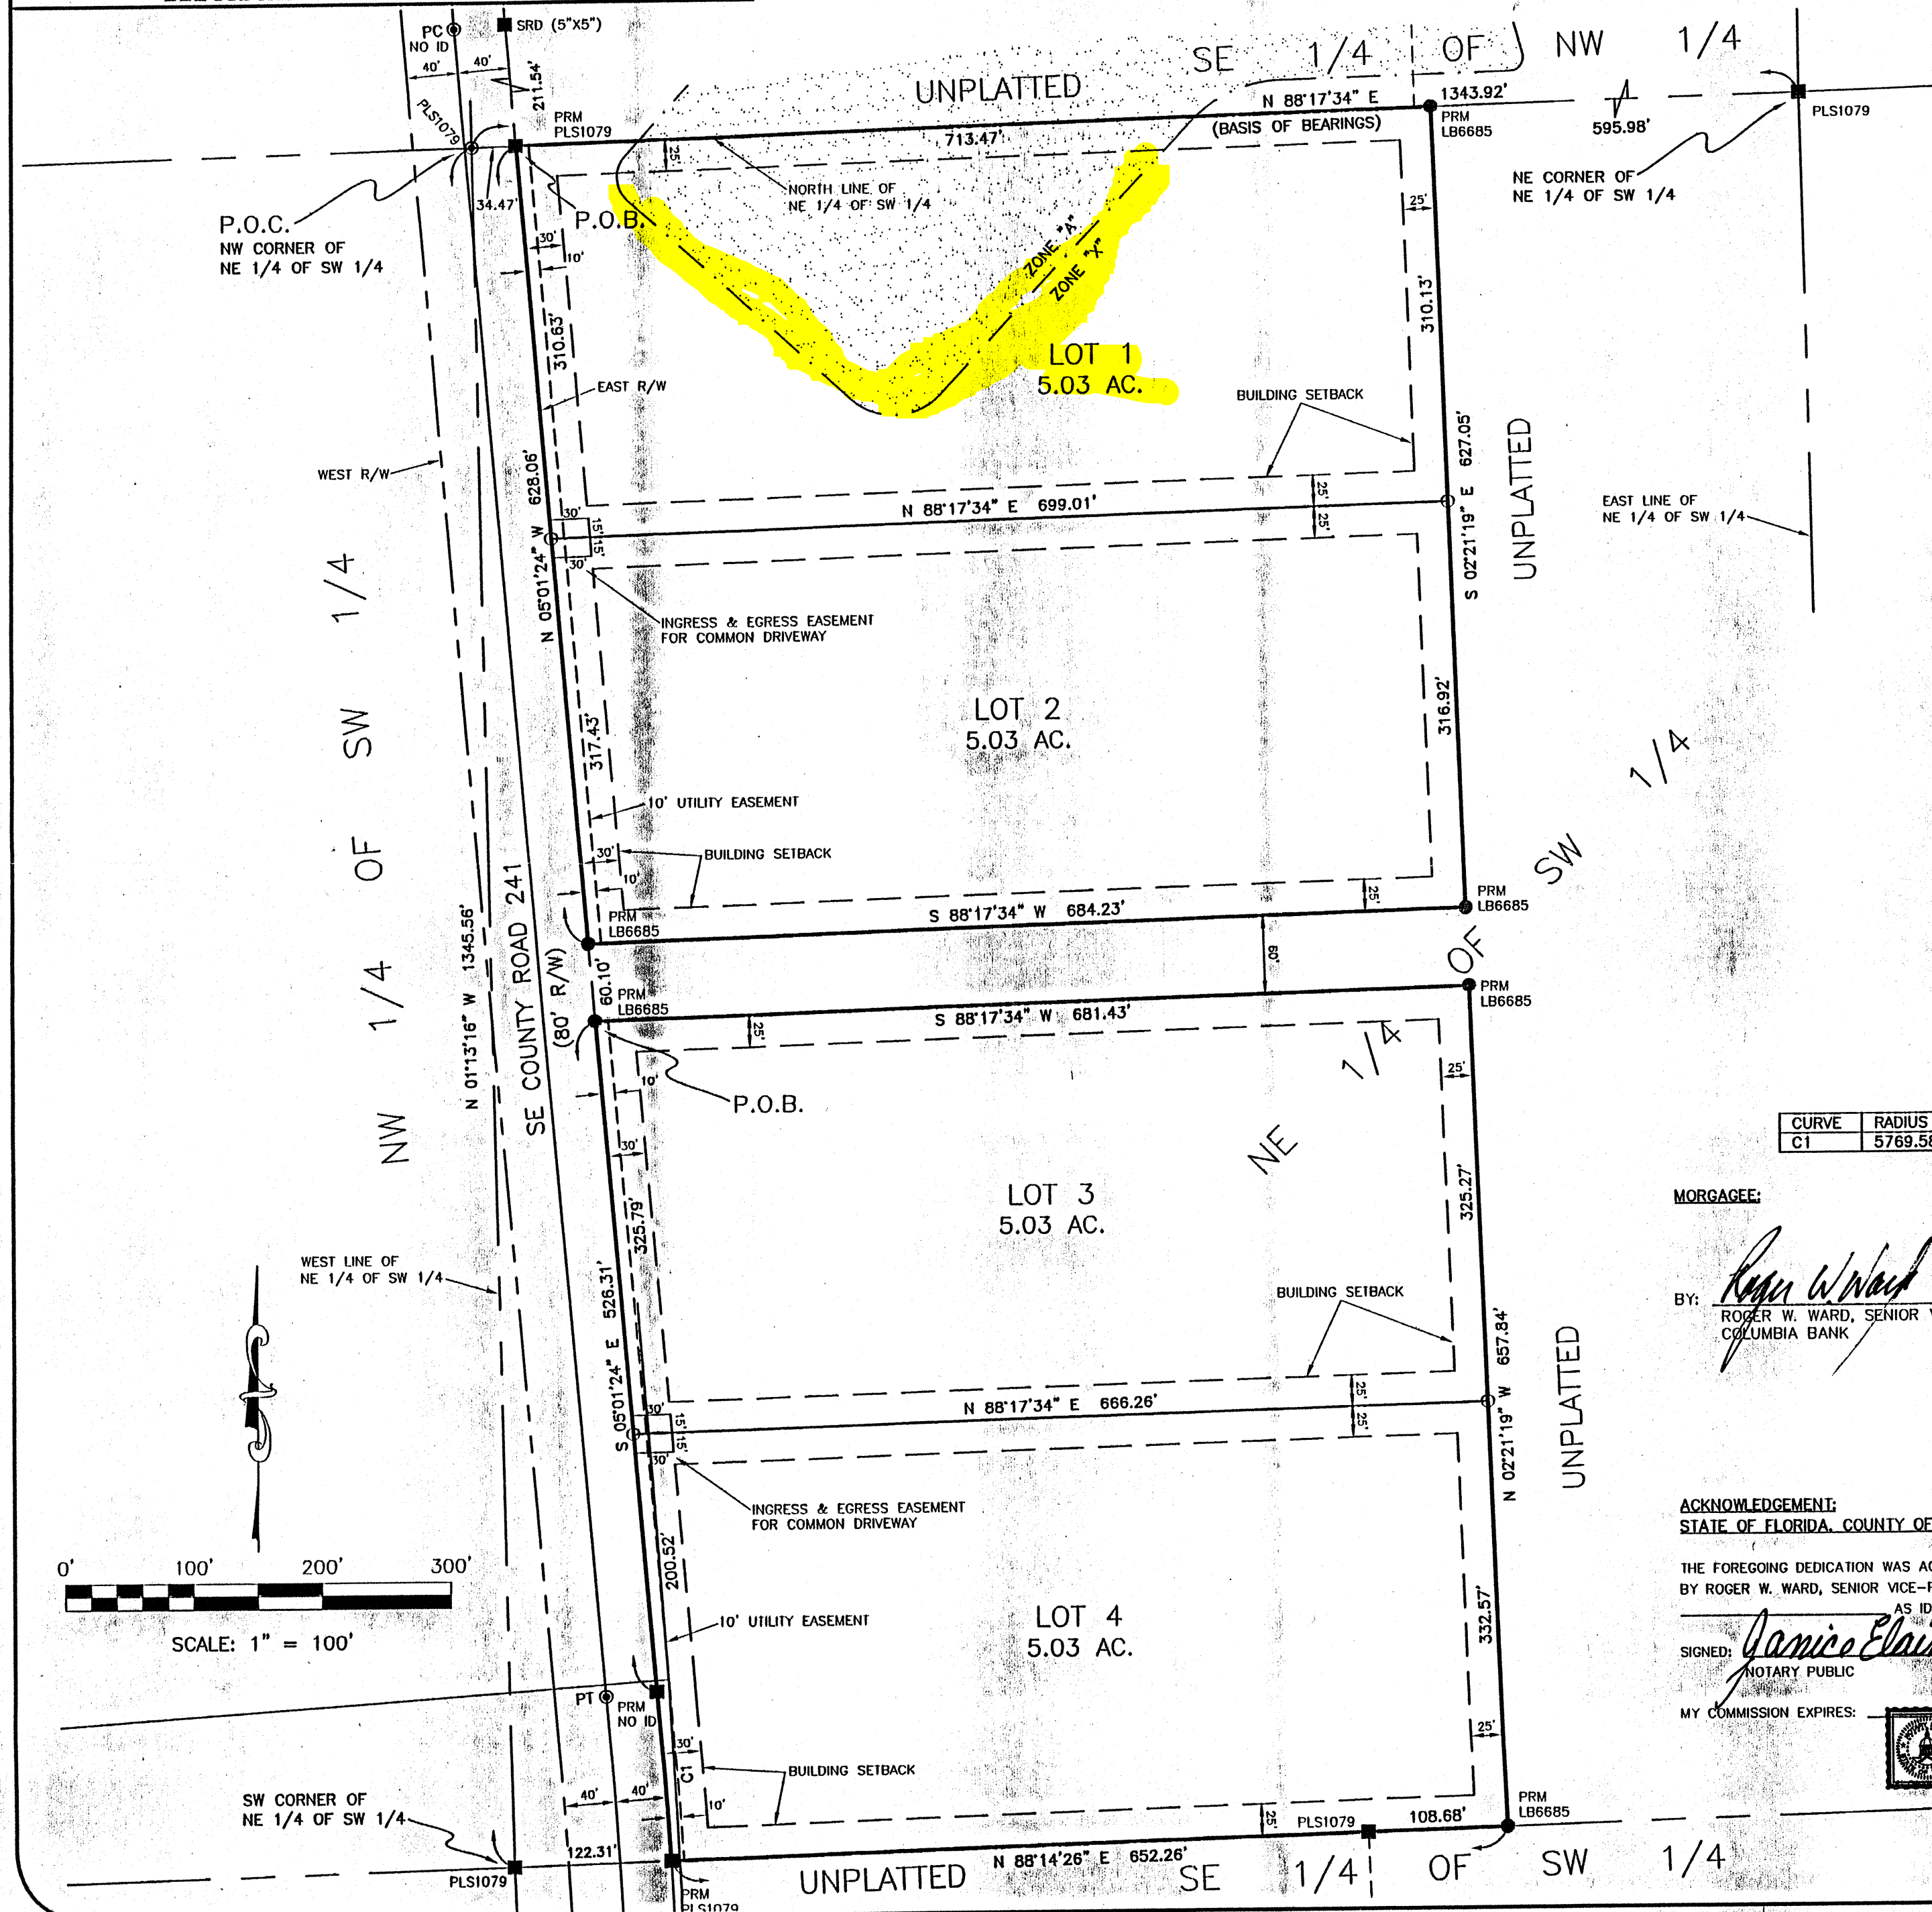 PC
NO ID
SRD (5"X5")
40'
40'
211.54'
PLS1079
PRM
PLS1079
UNPLATTED
SE 1/4 OF NW 1/4
N 88°17'34" E
1343.92'
(BASIS OF BEARINGS)
713.47'
PRM
LB6685
595.98'
PLS1079
25'
NORTH LINE OF
NE 1/4 OF SW 1/4
NE CORNER OF
NE 1/4 OF SW 1/4
34.47'
P.O.C.
NW CORNER OF
NE 1/4 OF SW 1/4
P.O.B.
30'
10'
25'
ZONE "A"
ZONE "X"
310.63'
310.13'
LOT 1
5.03 AC.
EAST R/W
BUILDING SETBACK
WEST R/W
N 05°01'24" W 628.06'
S 02°21'19" E 627.05'
UNPLATTED
N 88°17'34" E 699.01'
25'
25'
30'
15'
15'
30'
EAST LINE OF
NE 1/4 OF SW 1/4
INGRESS & EGRESS EASEMENT
FOR COMMON DRIVEWAY
NW 1/4 OF SW 1/4
LOT 2
5.03 AC.
317.43'
316.92'
10' UTILITY EASEMENT
30'
BUILDING SETBACK
10'
25'
PRM
LB6685
S 88°17'34" W 684.23'
PRM
LB6685
N 01°13'16" W 1345.56'
SE COUNTY ROAD 241
(80' R/W)
60.10'
60'
PRM
LB6685
S 88°17'34" W 681.43'
PRM
LB6685
25'
NE 1/4 OF SW 1/4
25'
10'
P.O.B.
30'
CURVE RADIUS
C1 5769.58
LOT 3
5.03 AC.
325.79'
325.27'
MORGAGEE:
WEST LINE OF
NE 1/4 OF SW 1/4
S 05°01'24" E 526.31'
BUILDING SETBACK
BY: Roger W. Ward
ROGER W. WARD, SENIOR V
COLUMBIA BANK
N 02°21'19" W 657.84'
UNPLATTED
N 88°17'34" E 666.26'
25'
25'
30'
15'
15'
30'
INGRESS & EGRESS EASEMENT
FOR COMMON DRIVEWAY
ACKNOWLEDGEMENT:
STATE OF FLORIDA, COUNTY OF
THE FOREGOING DEDICATION WAS AC
BY ROGER W. WARD, SENIOR VICE-P
AS ID
0' 100' 200' 300'
SCALE: 1" = 100'
200.52'
10' UTILITY EASEMENT
LOT 4
5.03 AC.
332.57'
SIGNED: Janice Elai
NOTARY PUBLIC
MY COMMISSION EXPIRES:
PT
PRM
NO ID
30'
C1
BUILDING SETBACK
25'
SW CORNER OF
NE 1/4 OF SW 1/4
40'
40'
10'
25'
PLS1079
108.68'
PRM
LB6685
122.31'
PLS1079
N 88°14'26" E 652.26'
UNPLATTED
SE 1/4 OF SW 1/4
PRM
PLS1079